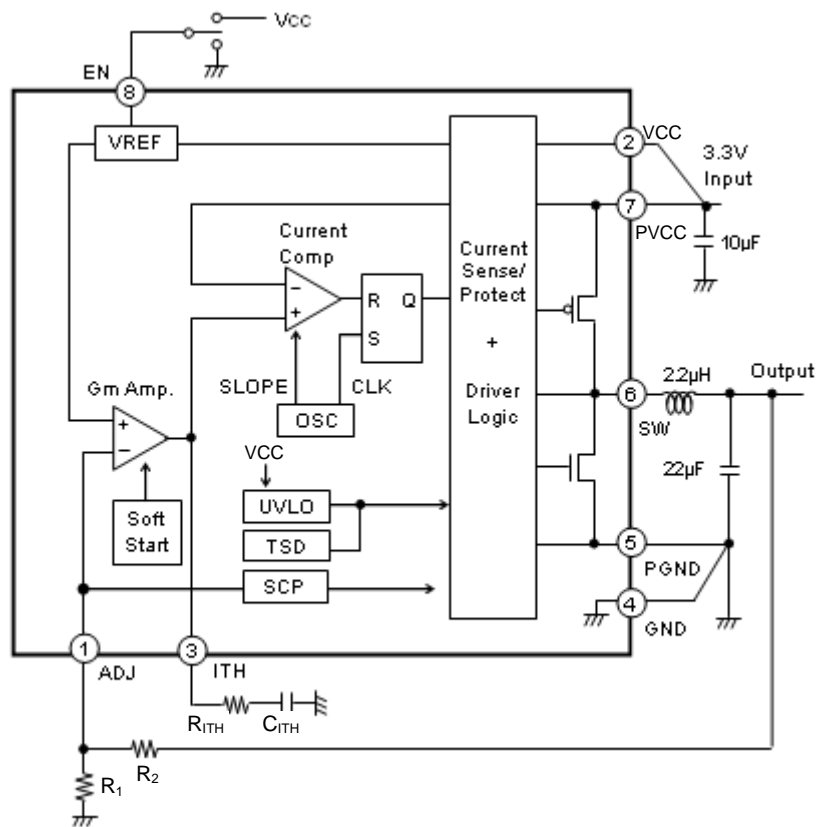 VCC
EN
8
VREF
2
VCC
3.3V
Input
7
PVCC
10µF
Current
Comp
−
+
R
Q
S
Current
Sense/
Protect
+
Driver
Logic
SLOPE
CLK
OSC
Gm Amp.
+
−
Soft
Start
VCC
UVLO
TSD
SCP
6
SW
2.2µH
Output
22µF
5
PGND
4
GND
1
ADJ
3
ITH
RITH
CITH
R2
R1